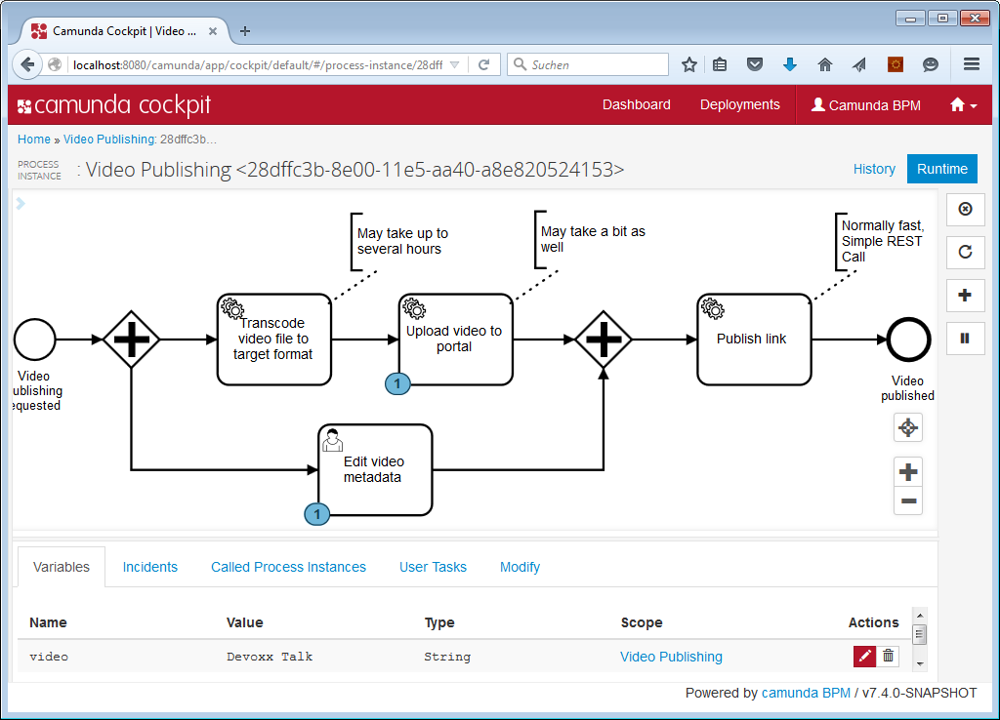 Camunda Cockpit | Video ...
localhost:8080/camunda/app/cockpit/default/#/process-instance/28dff
Suchen
camunda cockpit
Dashboard
Deployments
Camunda BPM
Home » Video Publishing: 28dffc3b...
PROCESS
INSTANCE
: Video Publishing <28dffc3b-8e00-11e5-aa40-a8e820524153>
History
Runtime
May take up to
several hours
May take a bit as
well
Normally fast,
Simple REST
Call
Transcode
video file to
target format
Upload video to
portal
Publish link
1
Video
ublishing
equested
Video
published
Edit video
metadata
1
Variables
Incidents
Called Process Instances
User Tasks
Modify
Name
Value
Type
Scope
Actions
video
Devoxx Talk
String
Video Publishing
Powered by camunda BPM / v7.4.0-SNAPSHOT